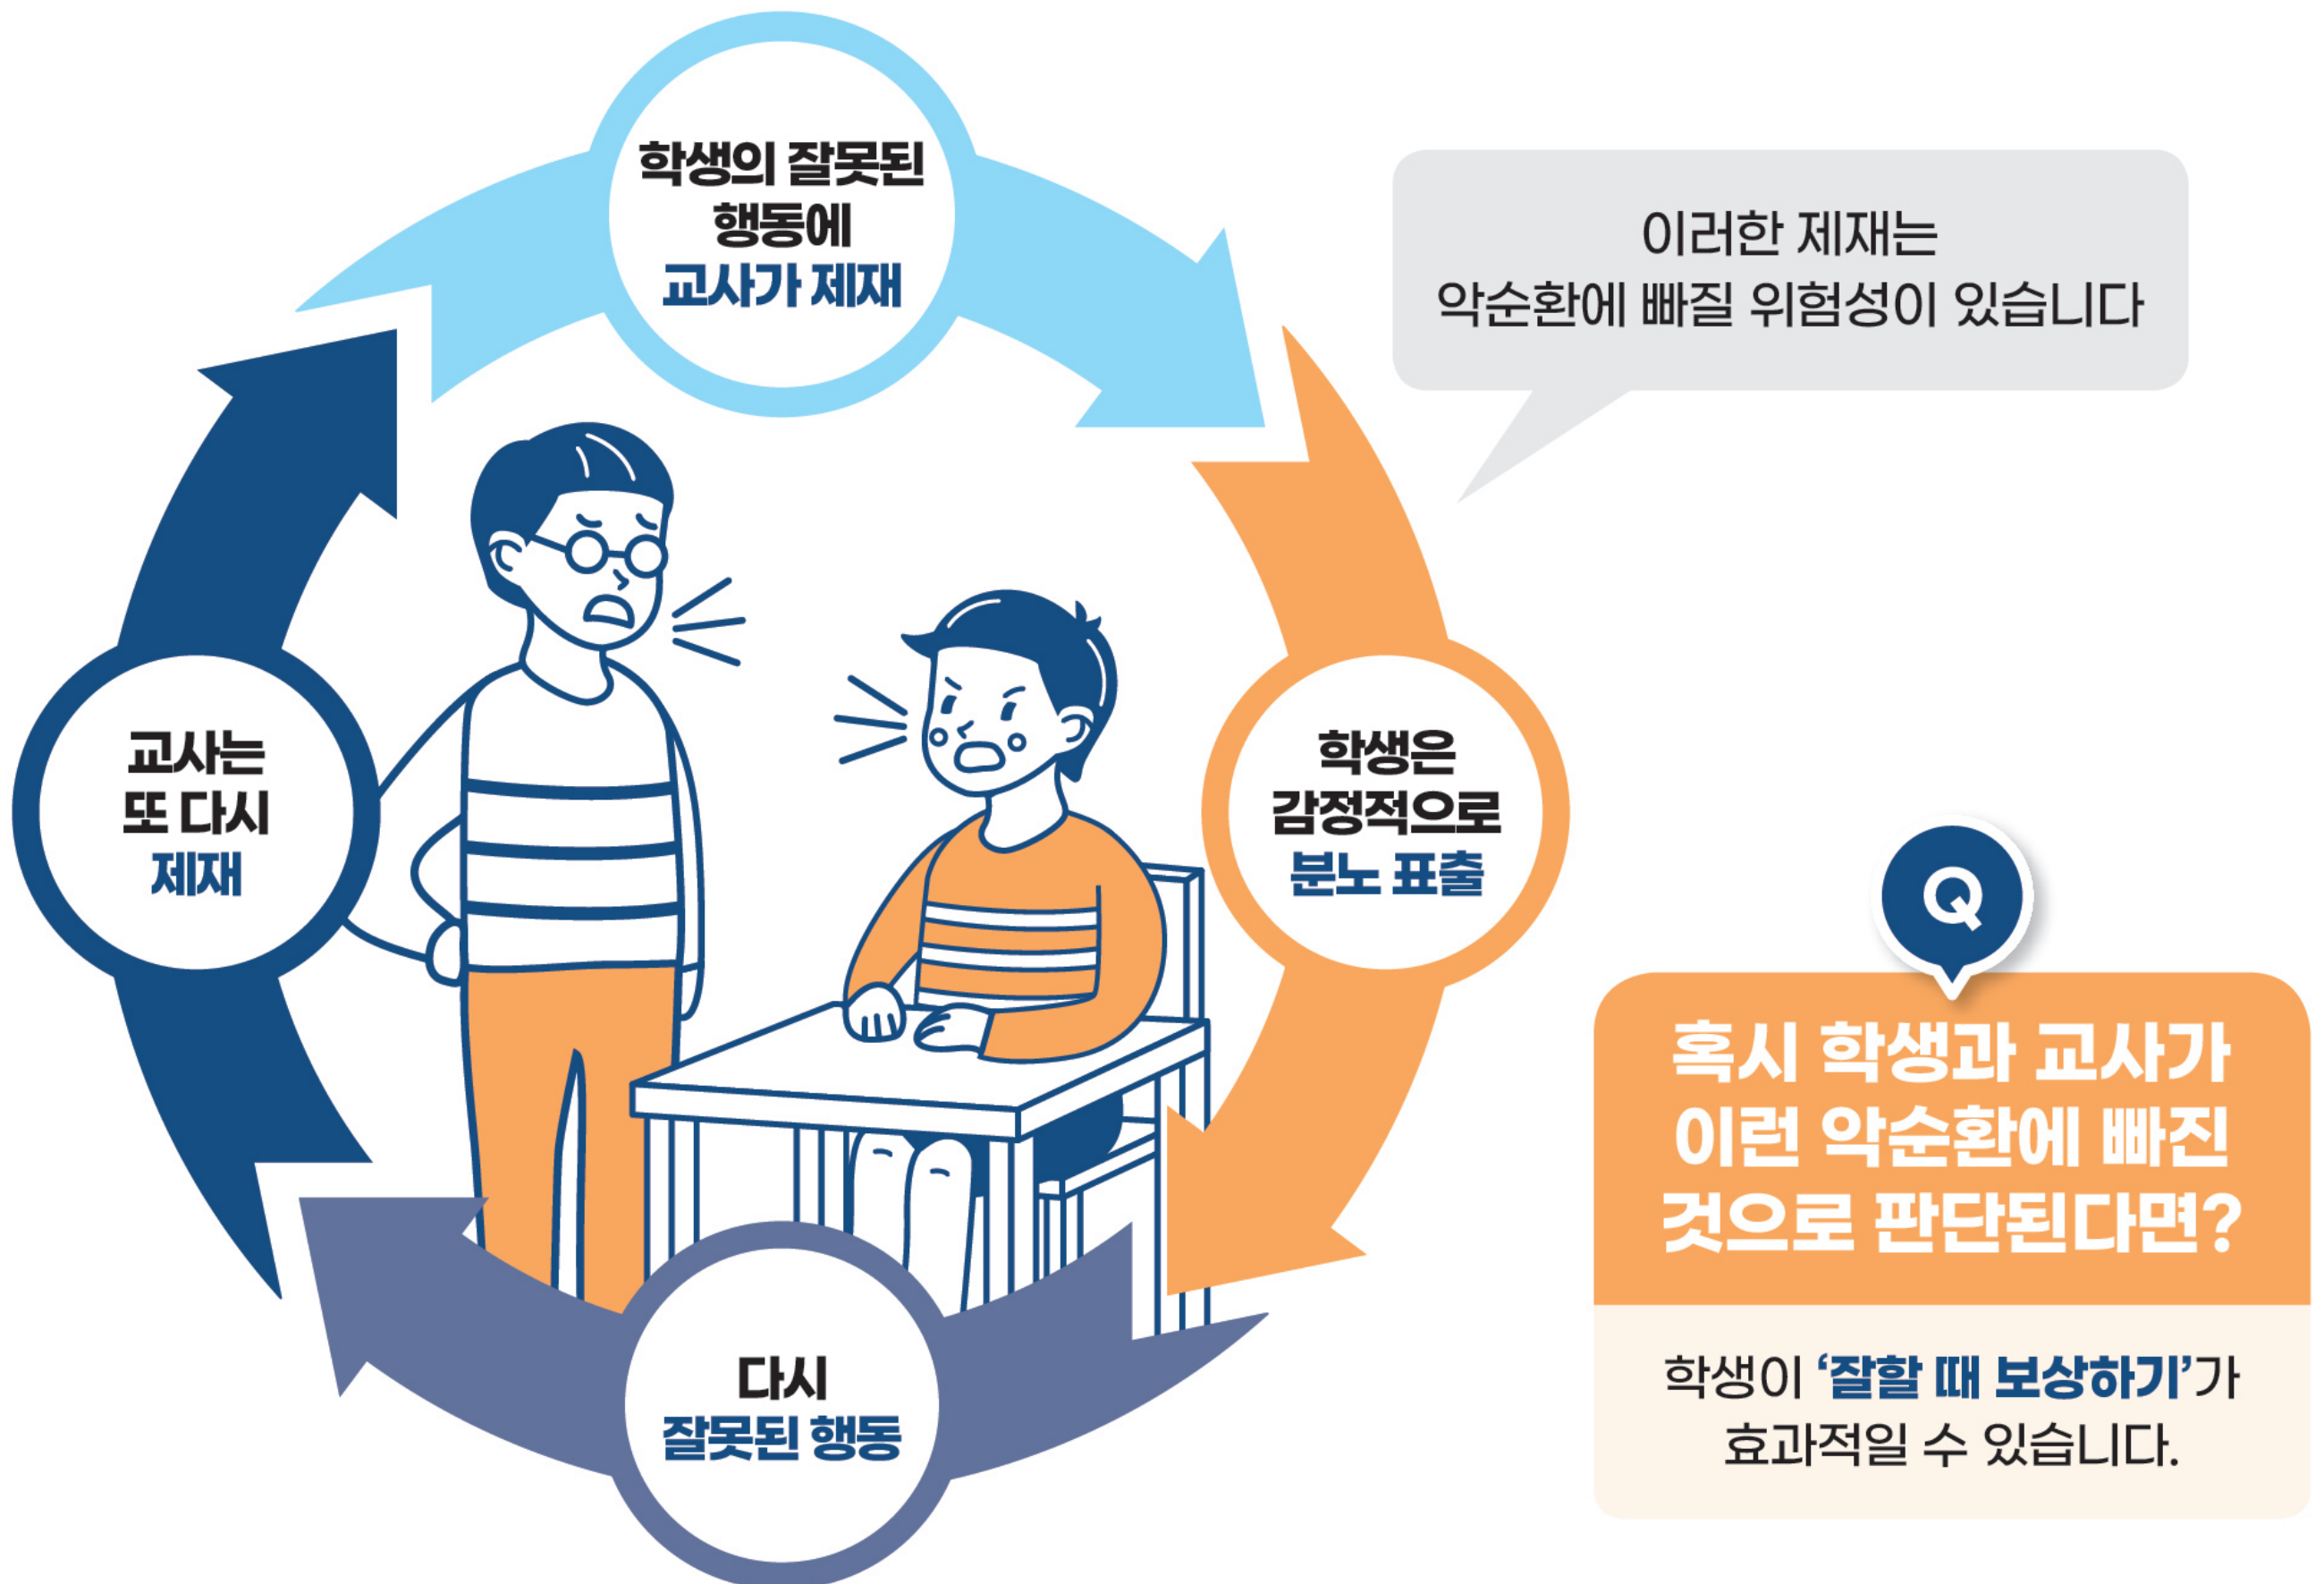 학생의 잘못된
행동에
교사가 제재
이러한 제재는
악순환에 빠질 위험성이 있습니다
학생은
감정적으로
분노 표출
다시
잘못된 행동
교사는
또 다시
제재
Q
혹시 학생과 교사가
이런 악순환에 빠진
것으로 판단된다면?
학생이 ‘잘할 때 보상하기’가
효과적일 수 있습니다.